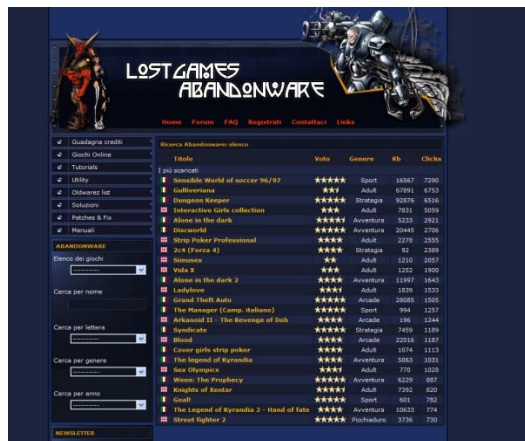 LOST GAMES
ABANDONWARE
Home Forum FAQ Registrati Contattaci Links
Guadagna crediti
Giochi Online
Tutorials
Utility
Oldwarez list
Soluzioni
Patches & Fix
Manuali
ABANDONWARE
Elenco dei giochi
----------
Cerca per nome
Cerca per lettera
----------
Cerca per genere
----------
Cerca per anno
----------
NEWSLETTER
Ricerca Abandonware: elenco
Titolo Voto Genere Kb Clicks
I più scaricati
Sensible World of soccer 96/97 Sport 16567 7290
Gulliveriana Adult 67891 6753
Dungeon Keeper Strategia 92876 6516
Interactive Girls collection Adult 7831 5059
Alone in the dark Avventura 5233 2921
Discworld Avventura 20445 2706
Strip Poker Professional Adult 2278 2555
2c4 (Forza 4) Strategia 92 2389
Simusex Adult 1210 2057
Vida X Adult 1252 1900
Alone in the dark 2 Avventura 11997 1643
Ladylove Adult 1839 1533
Grand Theft Auto Arcade 28085 1505
The Manager (Camp. italiano) Sport 994 1257
Arkanoid II - The Revenge of Doh Arcade 196 1244
Syndicate Strategia 7459 1189
Blood Arcade 22016 1187
Cover girls strip poker Adult 1074 1113
The legend of Kyrandia Avventura 5063 1031
Sex Olympics Adult 770 1028
Ween: The Prophecy Avventura 6229 887
Knights of Xentar Adult 7392 820
Goal! Sport 601 782
The Legend of Kyrandia 2 - Hand of fate Avventura 10633 774
Street fighter 2 Picchiaduro 3736 730